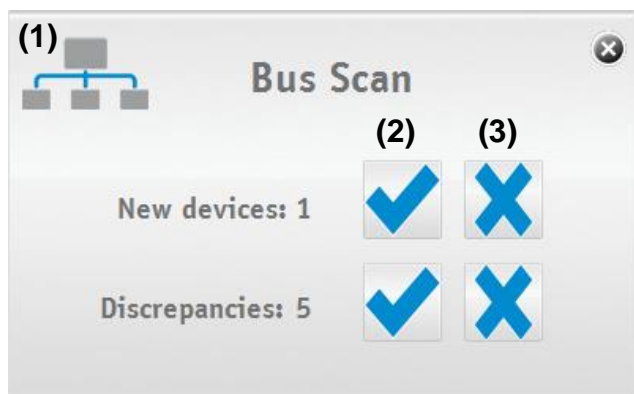 (1)
Bus Scan
(2) (3)
New devices: 1
Discrepancies: 5